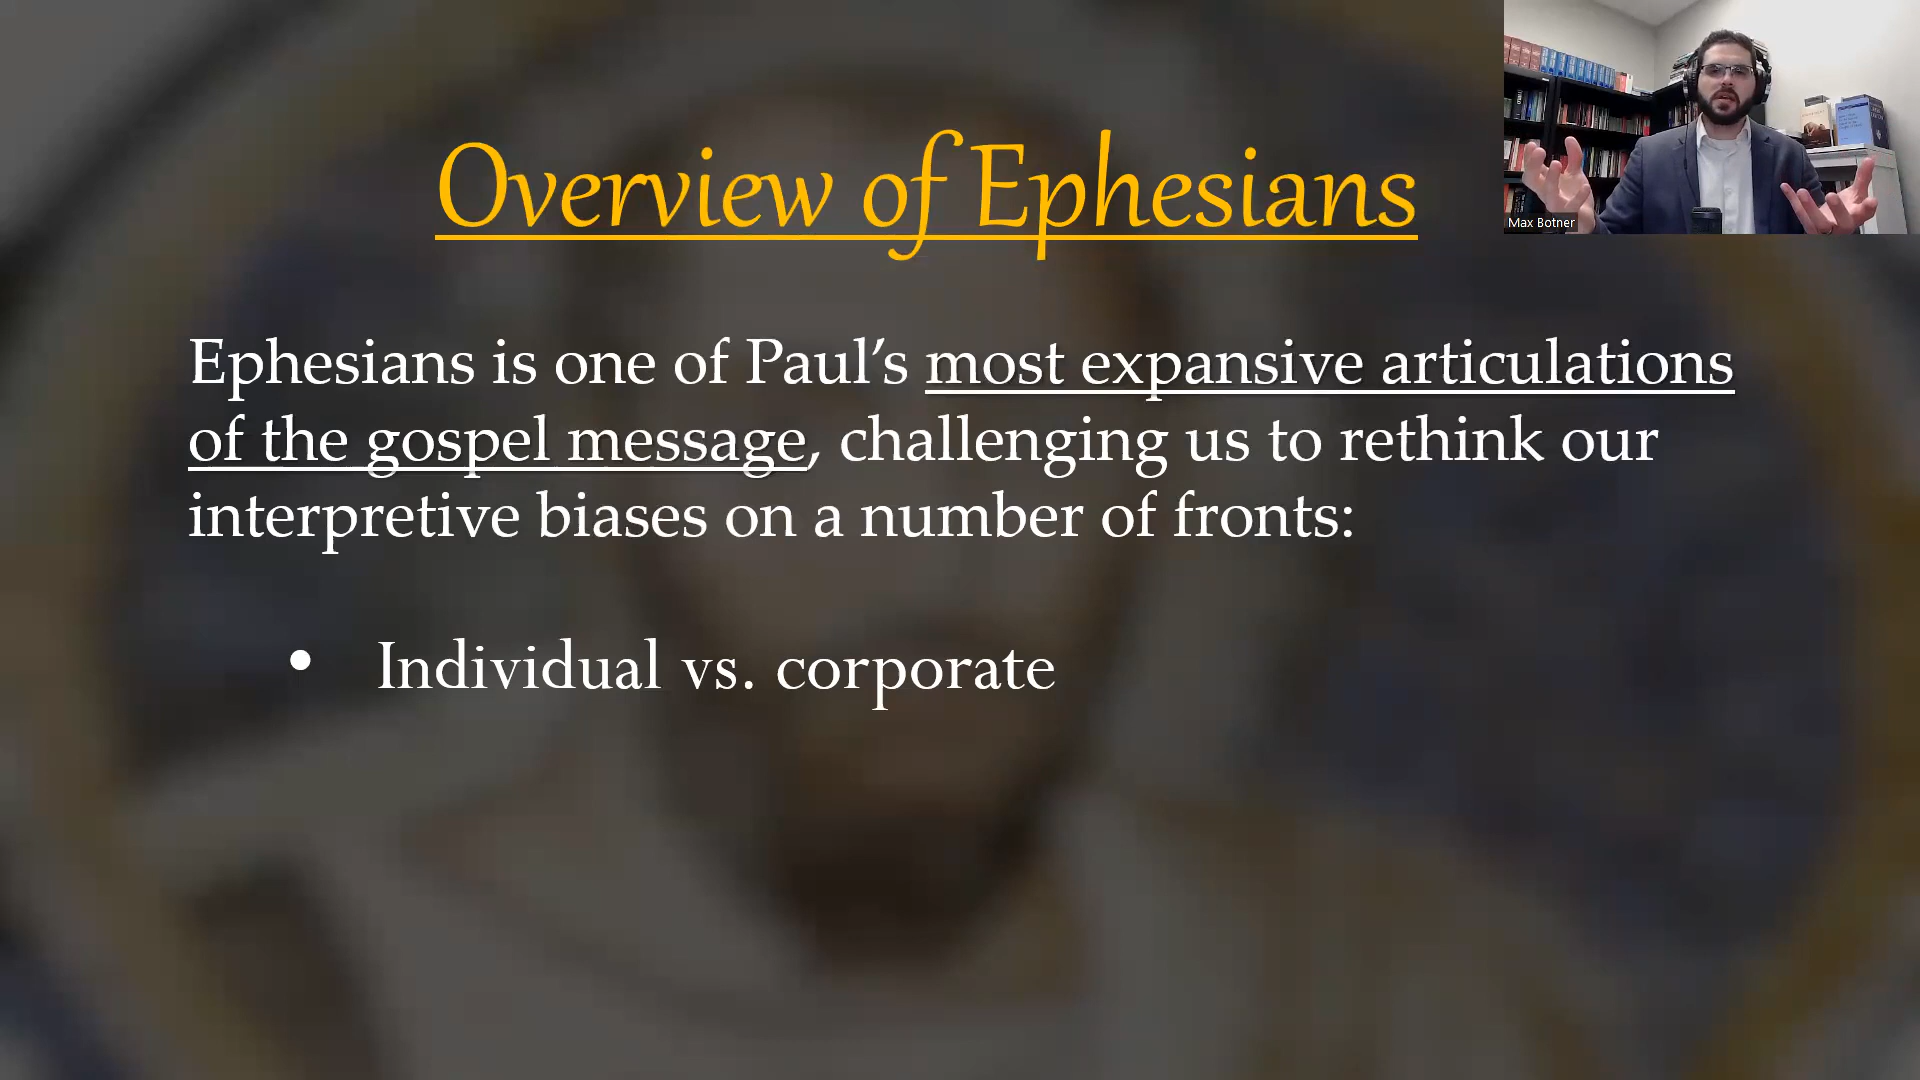 Overview of Ephesians
Max Botner
Ephesians is one of Paul’s most expansive articulations
of the gospel message, challenging us to rethink our
interpretive biases on a number of fronts:
• Individual vs. corporate